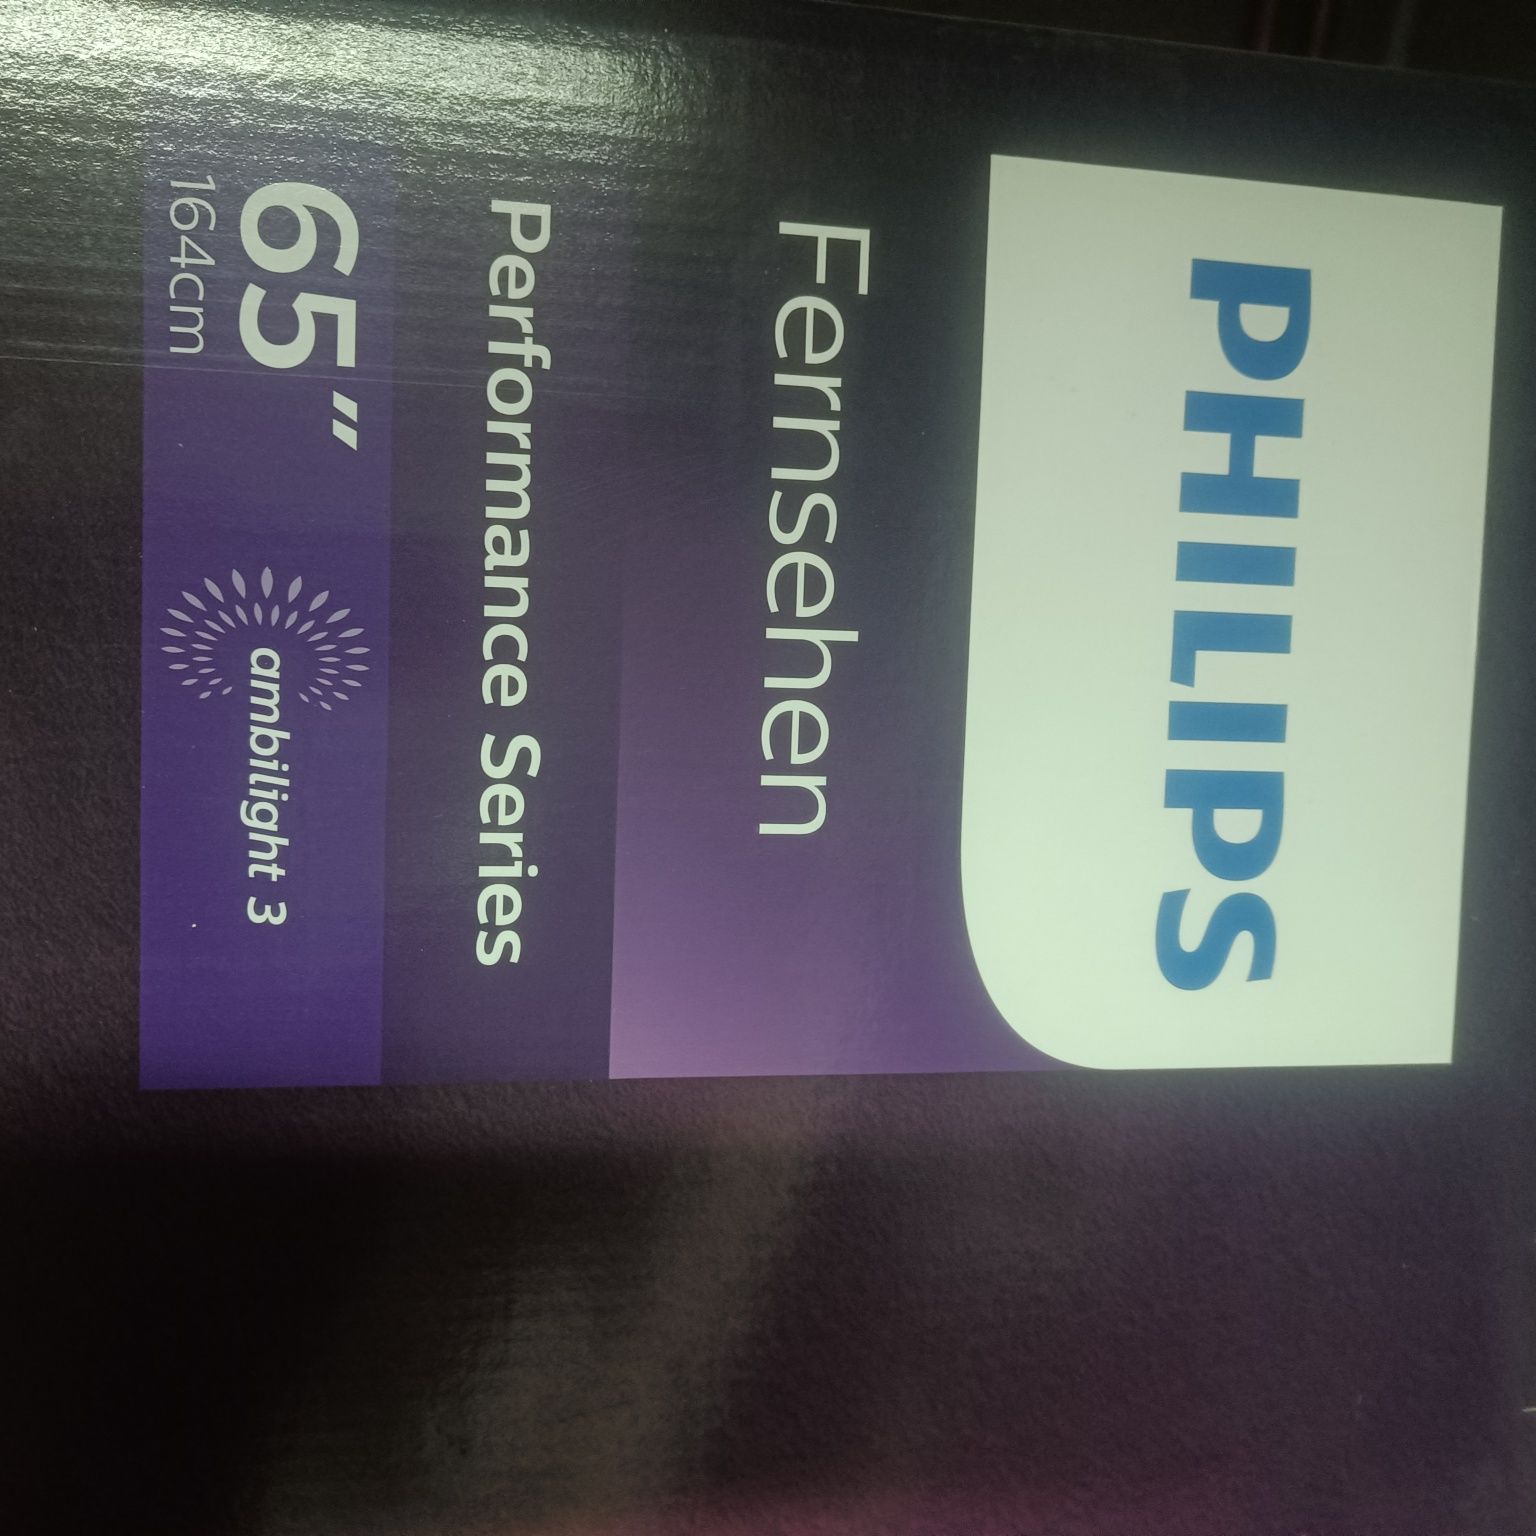 PHILIPS
Fernsehen
Performance Series
65"
164cm
ambilight 3